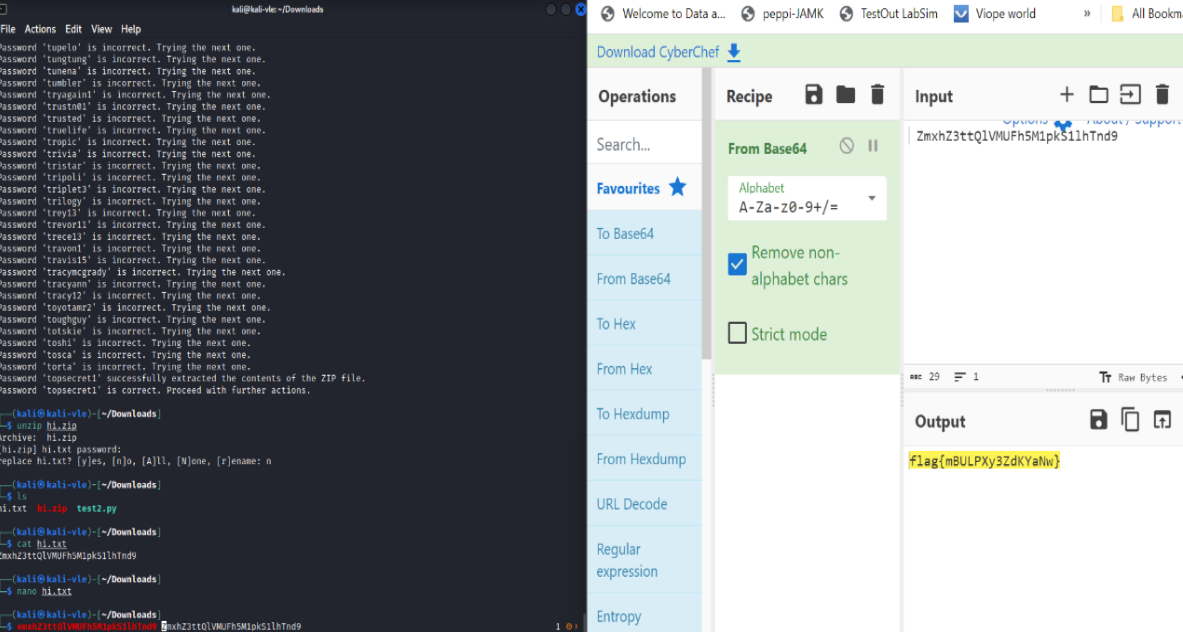 kali@kali-vle: ~/Downloads
File Actions Edit View Help
Password 'tupelo' is incorrect. Trying the next one.
Password 'tungtung' is incorrect. Trying the next one.
Password 'tunena' is incorrect. Trying the next one.
Password 'tumbler' is incorrect. Trying the next one.
Password 'tryagain1' is incorrect. Trying the next one.
Password 'trustn01' is incorrect. Trying the next one.
Password 'trusted' is incorrect. Trying the next one.
Password 'truelife' is incorrect. Trying the next one.
Password 'tropic' is incorrect. Trying the next one.
Password 'trivia' is incorrect. Trying the next one.
Password 'tristar' is incorrect. Trying the next one.
Password 'tripoli' is incorrect. Trying the next one.
Password 'triplet3' is incorrect. Trying the next one.
Password 'trilogy' is incorrect. Trying the next one.
Password 'trey13' is incorrect. Trying the next one.
Password 'trevor11' is incorrect. Trying the next one.
Password 'trece13' is incorrect. Trying the next one.
Password 'travon1' is incorrect. Trying the next one.
Password 'travis15' is incorrect. Trying the next one.
Password 'tracymcgrady' is incorrect. Trying the next one.
Password 'tracyann' is incorrect. Trying the next one.
Password 'tracy12' is incorrect. Trying the next one.
Password 'toyotamr2' is incorrect. Trying the next one.
Password 'toughguy' is incorrect. Trying the next one.
Password 'totskie' is incorrect. Trying the next one.
Password 'toshi' is incorrect. Trying the next one.
Password 'tosca' is incorrect. Trying the next one.
Password 'torta' is incorrect. Trying the next one.
Password 'topsecret1' successfully extracted the contents of the ZIP file.
Password 'topsecret1' is correct. Proceed with further actions.
(kali@kali-vle)-[~/Downloads]
$ unzip hi.zip
Archive: hi.zip
[hi.zip] hi.txt password:
replace hi.txt? [y]es, [n]o, [A]ll, [N]one, [r]ename: n
(kali@kali-vle)-[~/Downloads]
$ ls
hi.txt hi.zip test2.py
(kali@kali-vle)-[~/Downloads]
$ cat hi.txt
ZmxhZ3ttQlVMUFh5M1pkS1lhTnd9
(kali@kali-vle)-[~/Downloads]
$ nano hi.txt
(kali@kali-vle)-[~/Downloads]
$ zmxhZ3ttQlVMUFh5M1pkS1lhTnd9 ZmxhZ3ttQlVMUFh5M1pkS1lhTnd9 1
Welcome to Data a... peppi-JAMK TestOut LabSim Viope world » All Bookma
Download CyberChef
Operations
Search...
Favourites
To Base64
From Base64
To Hex
From Hex
To Hexdump
From Hexdump
URL Decode
Regular
expression
Entropy
Recipe
From Base64
Alphabet
A-Za-z0-9+/=
Remove non-
alphabet chars
Strict mode
Input
Options About / Support
ZmxhZ3ttQlVMUFh5M1pkS1lhTnd9
ABC 29 1 Tт Raw Bytes
Output
flag{mBULPXy3ZdKYaNw}